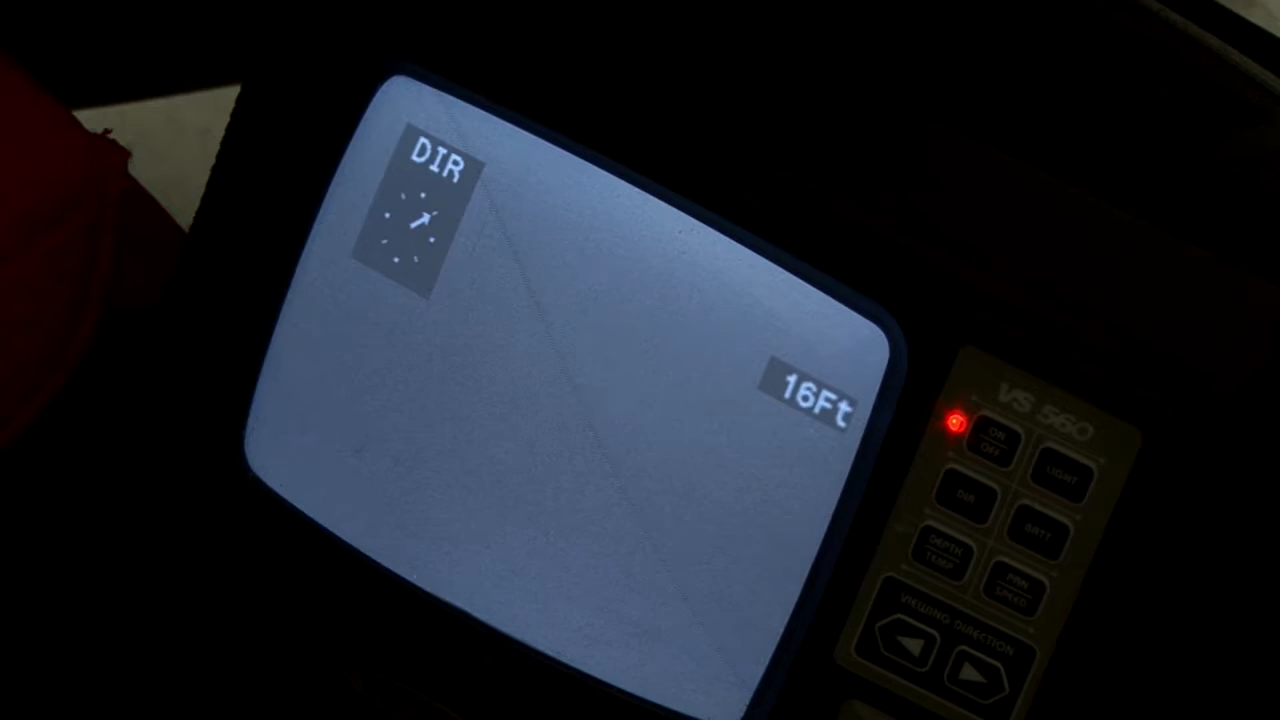 DIR
16Ft
VS 560
ON
OFF
LIGHT
DIR
BATT
DEPTH
TEMP
PAN
SPEED
VIEWING DIRECTION